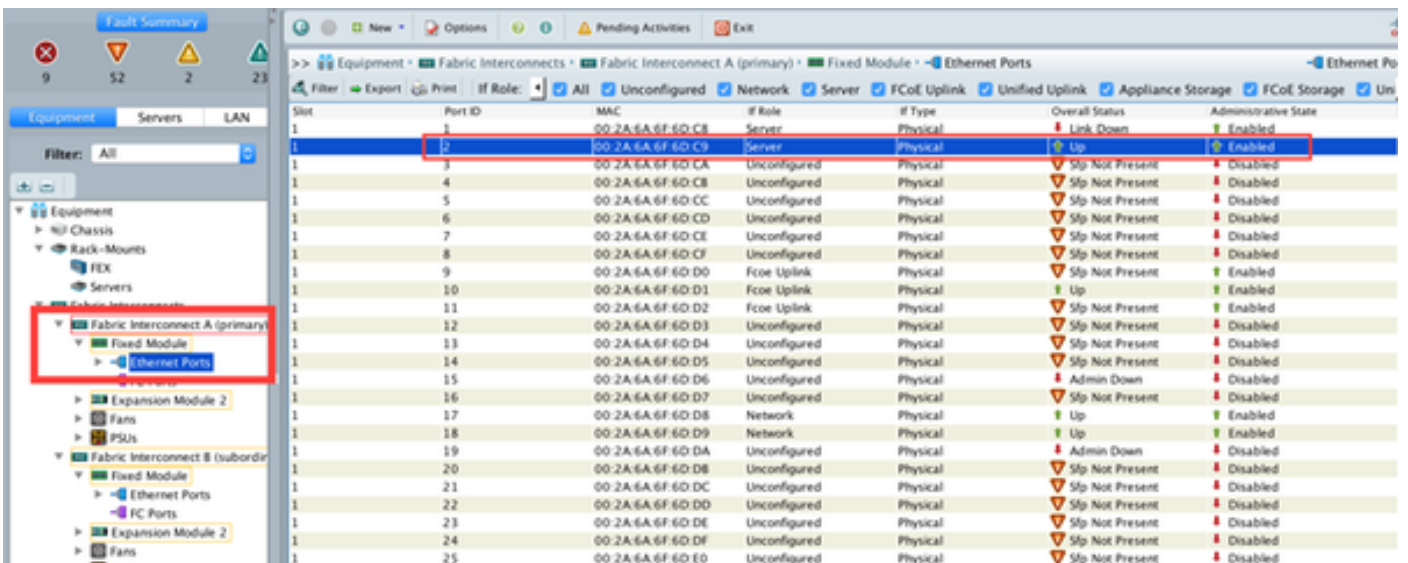 Fault Summary
9 52 2 23
New Options Pending Activities Exit
>> Equipment Fabric Interconnects Fabric Interconnect A (primary) Fixed Module Ethernet Ports Ethernet Po
Filter Export Print If Role: All Unconfigured Network Server FCoE Uplink Unified Uplink Appliance Storage FCoE Storage Uni
Equipment Servers LAN
Filter: All
Equipment
Chassis
Rack-Mounts
FEX
Servers
Fabric Interconnects
Fabric Interconnect A (primary)
Fixed Module
Ethernet Ports
FC Ports
Expansion Module 2
Fans
PSUs
Fabric Interconnect B (subordin
Fixed Module
Ethernet Ports
FC Ports
Expansion Module 2
Fans
Slot Port ID MAC If Role If Type Overall Status Administrative State
1 1 00:2A:6A:6F:6D:C8 Server Physical Link Down Enabled
1 2 00:2A:6A:6F:6D:C9 Server Physical Up Enabled
1 3 00:2A:6A:6F:6D:CA Unconfigured Physical Sfp Not Present Disabled
1 4 00:2A:6A:6F:6D:CB Unconfigured Physical Sfp Not Present Disabled
1 5 00:2A:6A:6F:6D:CC Unconfigured Physical Sfp Not Present Disabled
1 6 00:2A:6A:6F:6D:CD Unconfigured Physical Sfp Not Present Disabled
1 7 00:2A:6A:6F:6D:CE Unconfigured Physical Sfp Not Present Disabled
1 8 00:2A:6A:6F:6D:CF Unconfigured Physical Sfp Not Present Disabled
1 9 00:2A:6A:6F:6D:D0 Fcoe Uplink Physical Sfp Not Present Enabled
1 10 00:2A:6A:6F:6D:D1 Fcoe Uplink Physical Up Enabled
1 11 00:2A:6A:6F:6D:D2 Fcoe Uplink Physical Sfp Not Present Enabled
1 12 00:2A:6A:6F:6D:D3 Unconfigured Physical Sfp Not Present Disabled
1 13 00:2A:6A:6F:6D:D4 Unconfigured Physical Sfp Not Present Disabled
1 14 00:2A:6A:6F:6D:D5 Unconfigured Physical Sfp Not Present Disabled
1 15 00:2A:6A:6F:6D:D6 Unconfigured Physical Admin Down Disabled
1 16 00:2A:6A:6F:6D:D7 Unconfigured Physical Sfp Not Present Disabled
1 17 00:2A:6A:6F:6D:D8 Network Physical Up Enabled
1 18 00:2A:6A:6F:6D:D9 Network Physical Up Enabled
1 19 00:2A:6A:6F:6D:DA Unconfigured Physical Admin Down Disabled
1 20 00:2A:6A:6F:6D:DB Unconfigured Physical Sfp Not Present Disabled
1 21 00:2A:6A:6F:6D:DC Unconfigured Physical Sfp Not Present Disabled
1 22 00:2A:6A:6F:6D:DD Unconfigured Physical Sfp Not Present Disabled
1 23 00:2A:6A:6F:6D:DE Unconfigured Physical Sfp Not Present Disabled
1 24 00:2A:6A:6F:6D:DF Unconfigured Physical Sfp Not Present Disabled
1 25 00:2A:6A:6F:6D:E0 Unconfigured Physical Sfp Not Present Disabled